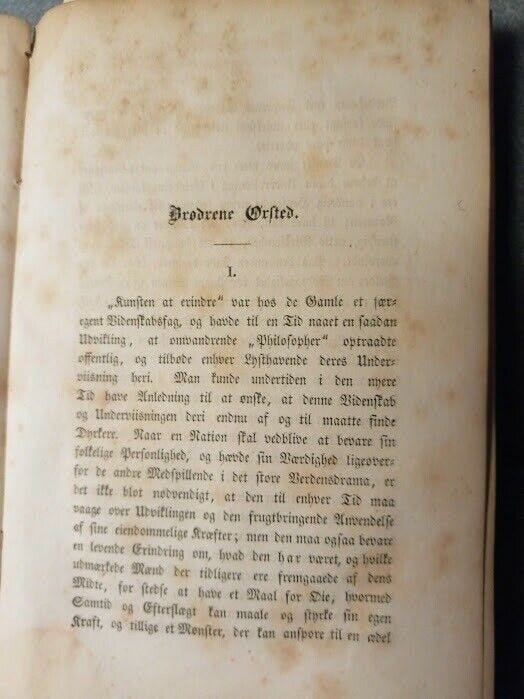 Brødrene Ørsted.
I.
„Kunsten at erindre“ var hos de Gamle et sær-
egent Videnskabsfag, og havde til en Tid naaet en saadan
Udvikling, at omvandrende „Philosopher“ optraadte
offentlig, og tilbøde enhver Lysthavende deres Under-
viisning heri. Man kunde undertiden i den nyere
Tid have Anledning til at ønske, at denne Videnskab
og Underviisningen deri endnu af og til maatte finde
Dyrkere. Naar en Nation skal vedblive at bevare sin
folkelige Personlighed, og hævde sin Værdighed ligeover-
for de andre Medspillende i det store Verdensdrama, er
det ikke blot nødvendigt, at den til enhver Tid maa
vaage over Udviklingen og den frugtbringende Anvendelse
af sine eiendommelige Kræfter; men den maa ogsaa bevare
en levende Erindring om, hvad den har været, og hvilke
udmærkede Mænd der tidligere ere fremgaaede af dens
Midte, for stedse at have et Maal for Øie, hvormed
Samtid og Efterslægt kan maale og styrke sin egen
Kraft, og tillige et Mønster, der kan anspore til en ædel